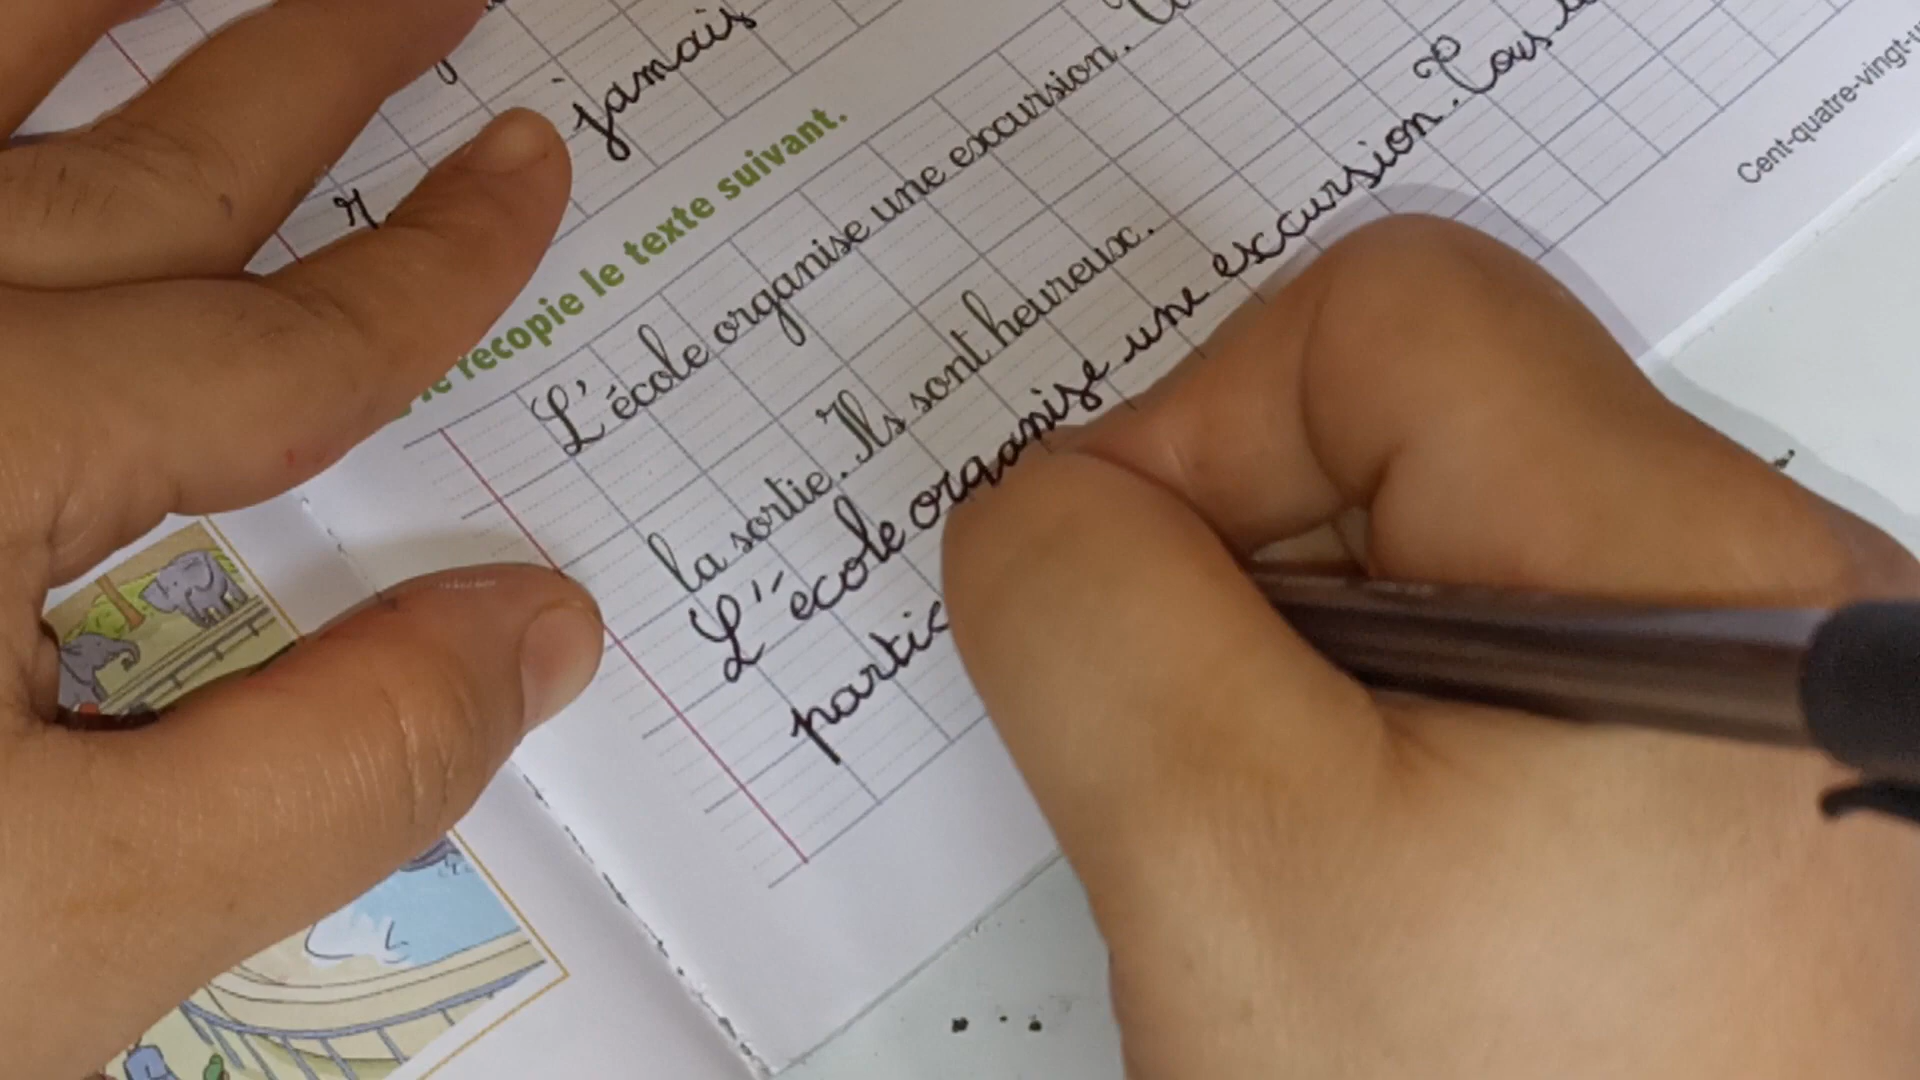 jamais
recopie le texte suivant.
L'école organise une excursion.
la sortie. Ils sont heureux.
L'école organise une excursion. Tous
partic
Cent-quatre-vingt-